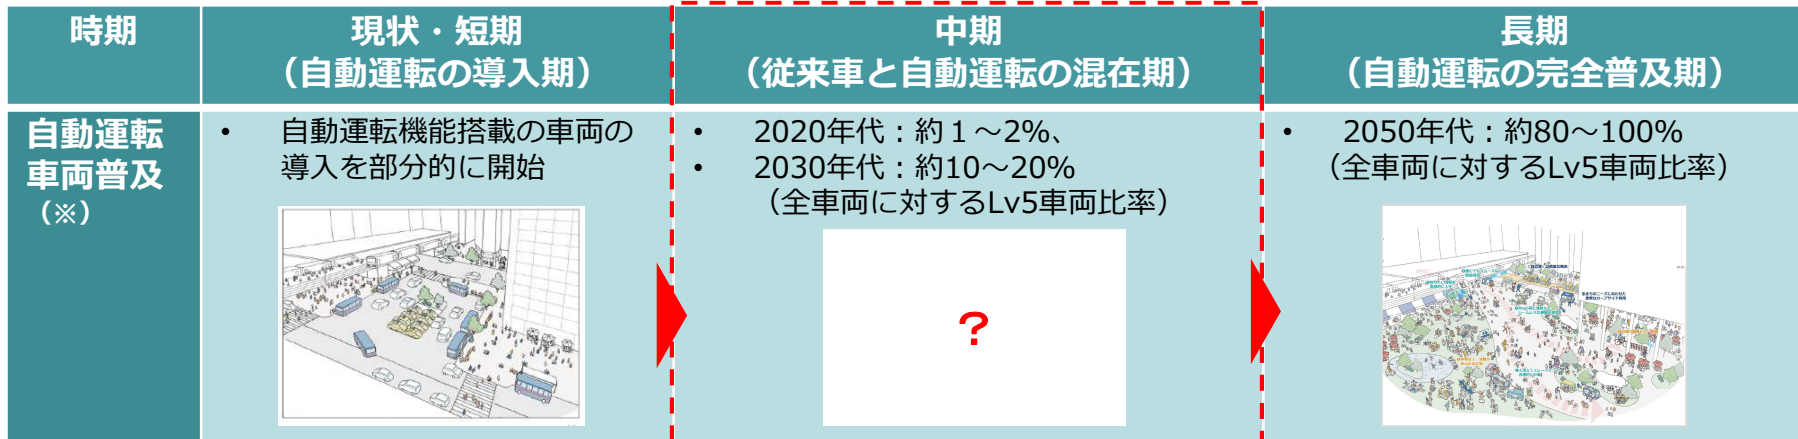 時期
現状・短期
（自動運転の導入期）
中期
（従来車と自動運転の混在期）
長期
（自動運転の完全普及期）
自動運転
車両普及
（※）
• 自動運転機能搭載の車両の
導入を部分的に開始
• 2020年代：約１～2%、
• 2030年代：約10～20%
（全車両に対するLv5車両比率）
？
• 2050年代：約80～100%
（全車両に対するLv5車両比率）